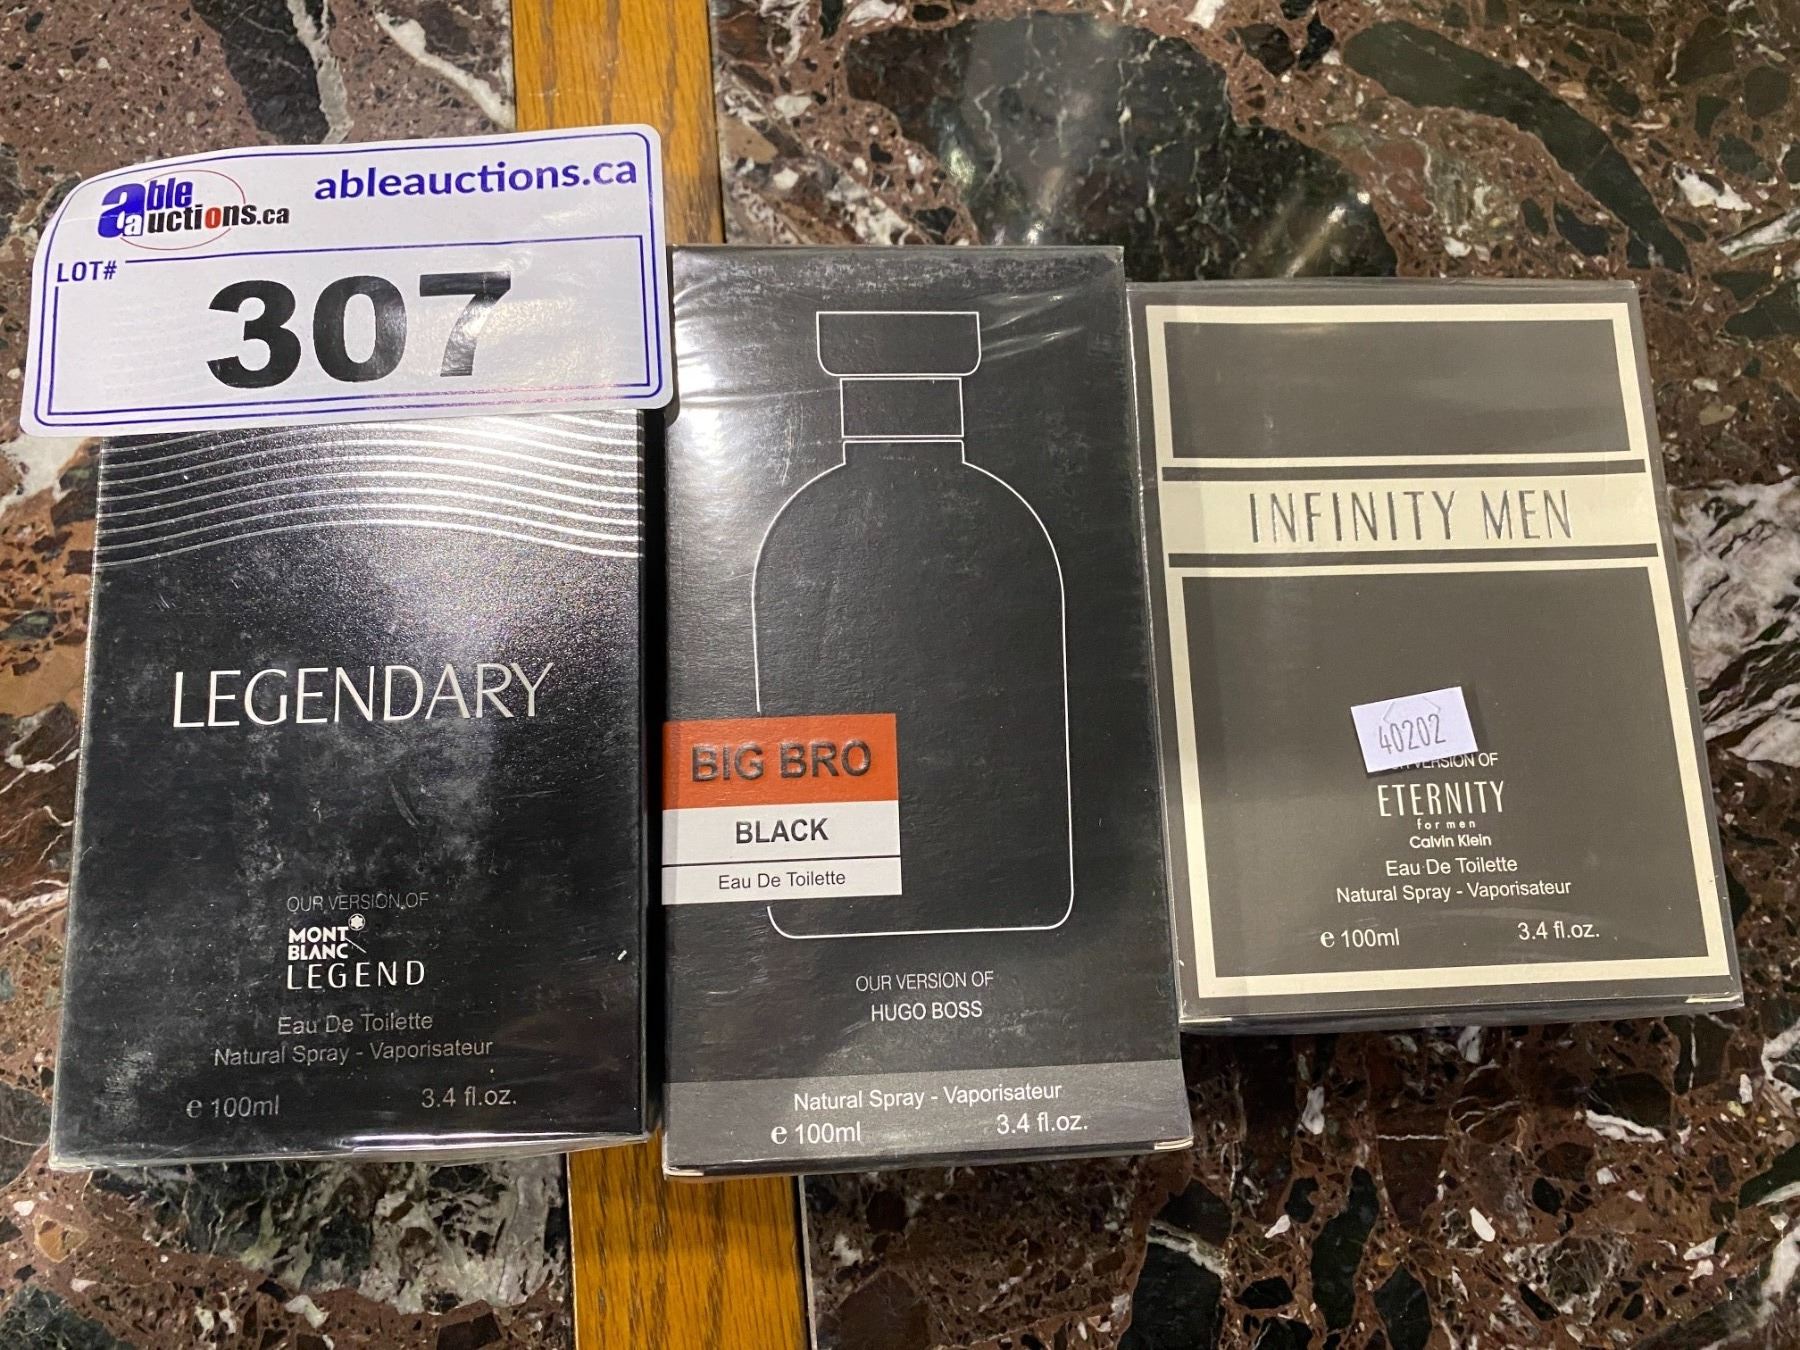 able auctions.ca
ableauctions.ca
LOT#
307
LEGENDARY
OUR VERSION OF
MONT
BLANC
LEGEND
Eau De Toilette
Natural Spray - Vaporisateur
e 100ml 3.4 fl.oz.
BIG BRO
BLACK
Eau De Toilette
OUR VERSION OF
HUGO BOSS
Natural Spray - Vaporisateur
e 100ml 3.4 fl.oz.
INFINITY MEN
40202
VERSION OF
ETERNITY
for men
Calvin Klein
Eau De Toilette
Natural Spray - Vaporisateur
e 100ml 3.4 fl.oz.